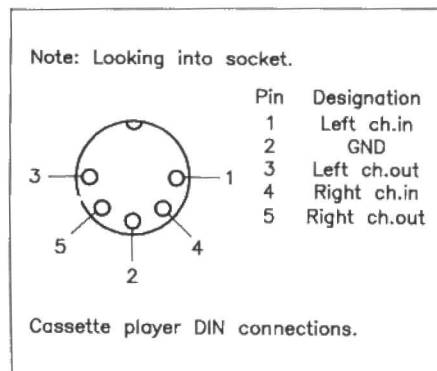 Note: Looking into socket.
Pin Designation
1 Left ch.in
2 GND
3 Left ch.out
4 Right ch.in
5 Right ch.out
3
1
5
4
2
Cassette player DIN connections.